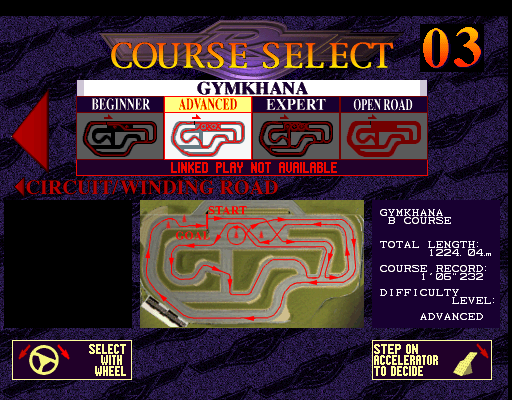 COURSE SELECT 03
GYMKHANA
BEGINNER ADVANCED EXPERT OPEN ROAD
LINKED PLAY NOT AVAILABLE
CIRCUIT/WINDING ROAD
START
GOAL
GYMKHANA
B COURSE
TOTAL LENGTH:
1224.04m
COURSE RECORD:
1'06"232
DIFFICULTY
LEVEL:
ADVANCED
SELECT
WITH
WHEEL
STEP ON
ACCELERATOR
TO DECIDE